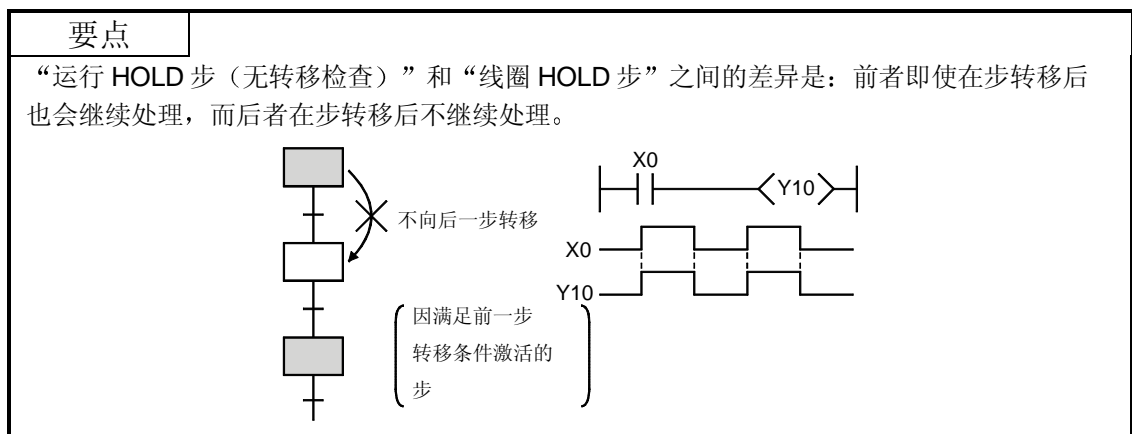 要点
“运行 HOLD 步（无转移检查）”和“线圈 HOLD 步”之间的差异是：前者即使在步转移后
也会继续处理，而后者在步转移后不继续处理。
X0
Y10
不向后一步转移
X0
Y10
因满足前一步
转移条件激活的
步